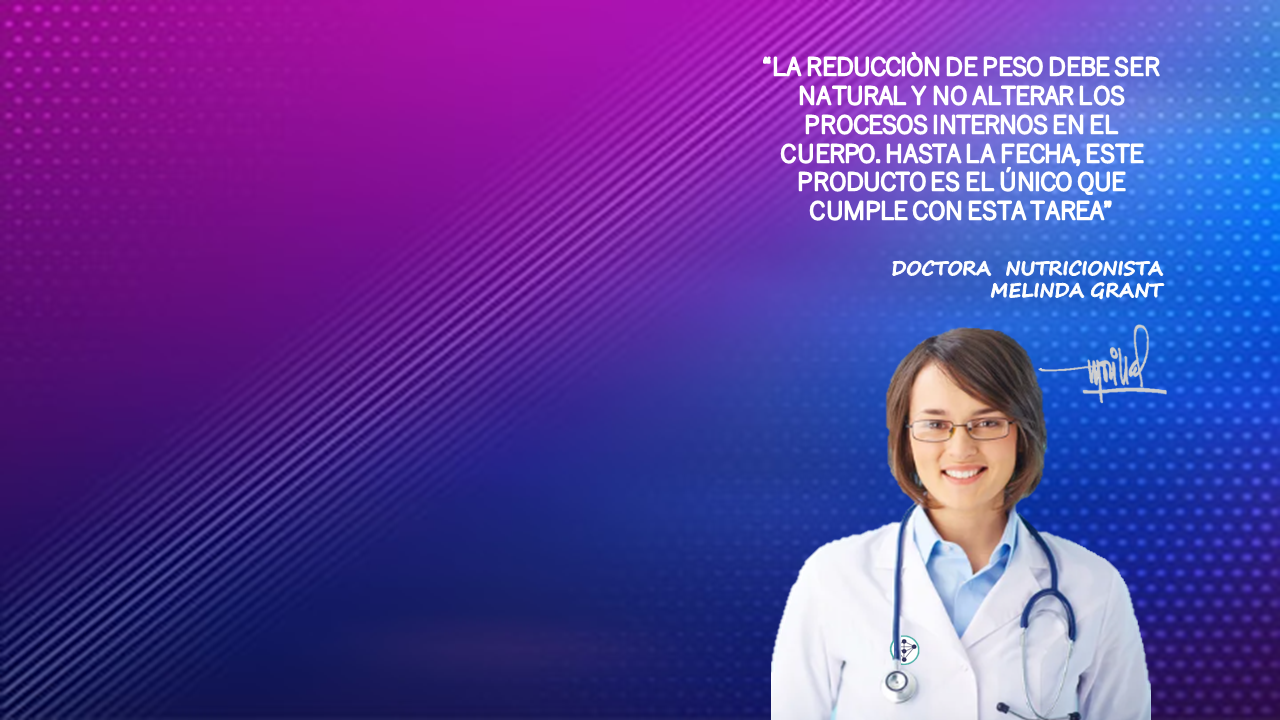 “LA REDUCCIÒN DE PESO DEBE SER
NATURAL Y NO ALTERAR LOS
PROCESOS INTERNOS EN EL
CUERPO. HASTA LA FECHA, ESTE
PRODUCTO ES EL ÚNICO QUE
CUMPLE CON ESTA TAREA”
DOCTORA NUTRICIONISTA
MELINDA GRANT